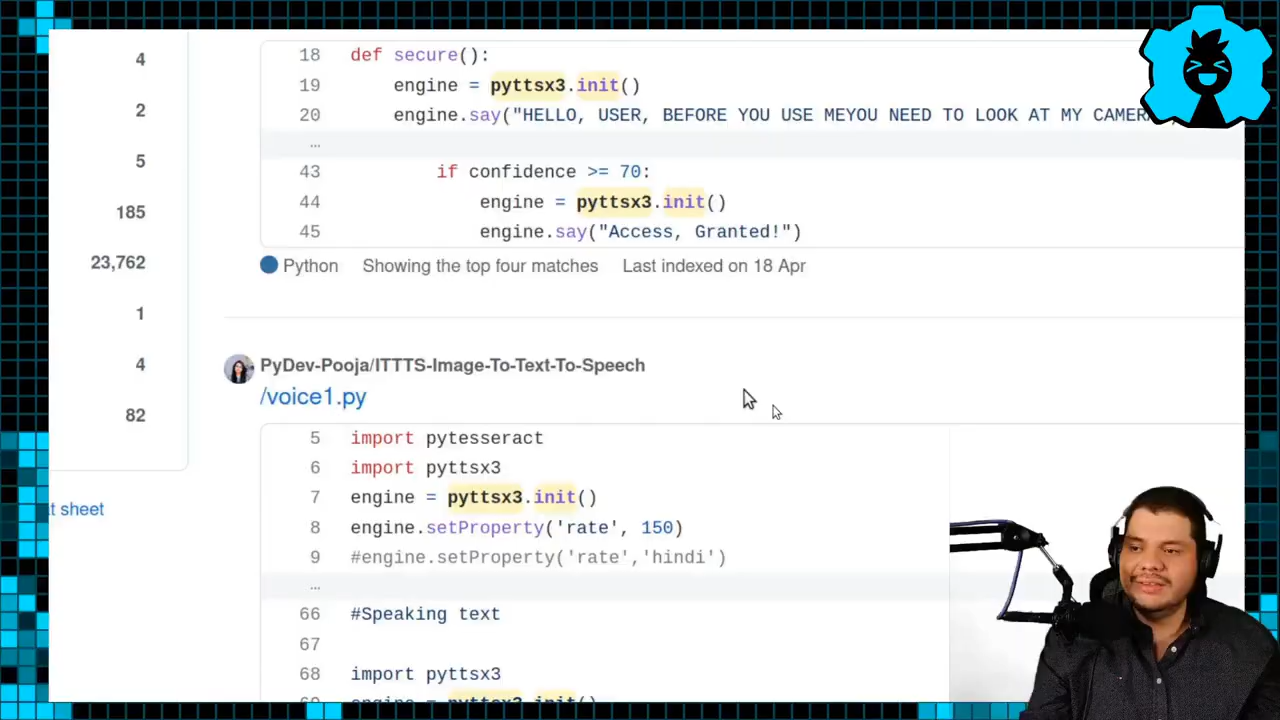 4
2
5
185
23,762
1
4
82
t sheet
18 def secure():
19 engine = pyttsx3.init()
20 engine.say("HELLO, USER, BEFORE YOU USE MEYOU NEED TO LOOK AT MY CAMER
…
43 if confidence >= 70:
44 engine = pyttsx3.init()
45 engine.say("Access, Granted!")
Python Showing the top four matches Last indexed on 18 Apr
PyDev-Pooja/ITTTS-Image-To-Text-To-Speech
/voice1.py
5 import pytesseract
6 import pyttsx3
7 engine = pyttsx3.init()
8 engine.setProperty('rate', 150)
9 #engine.setProperty('rate','hindi')
…
66 #Speaking text
67
68 import pyttsx3
69 engine = pyttsx3.init()